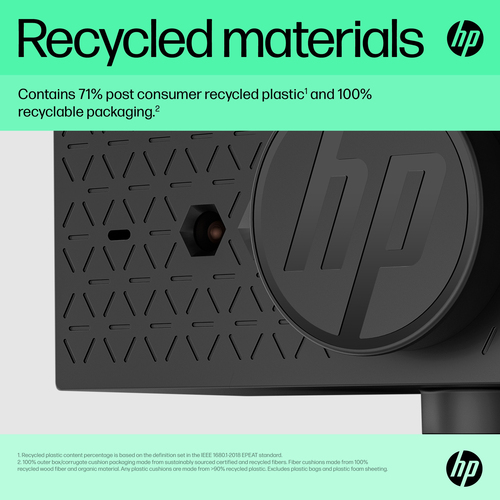 Recycled materials
hp
Contains 71% post consumer recycled plastic¹ and 100%
recyclable packaging.²
hp
1. Recycled plastic content percentage is based on the definition set in the IEEE 1680.1-2018 EPEAT standard.
2. 100% outer box/corrugate cushion packaging made from sustainably sourced certified and recycled fibers. Fiber cushions made from 100%
recycled wood fiber and organic material. Any plastic cushions are made from >90% recycled plastic. Excludes plastic bags and plastic foam sheeting.
hp